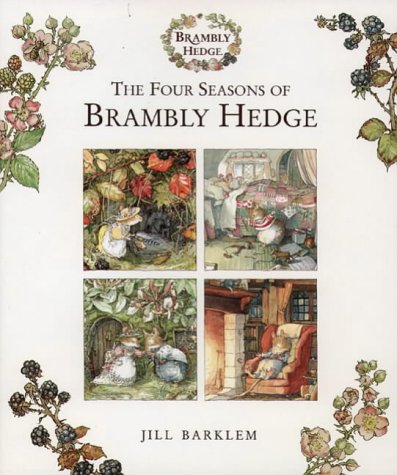 BRAMBLY
HEDGE
THE FOUR SEASONS OF
BRAMBLY HEDGE
JILL BARKLEM